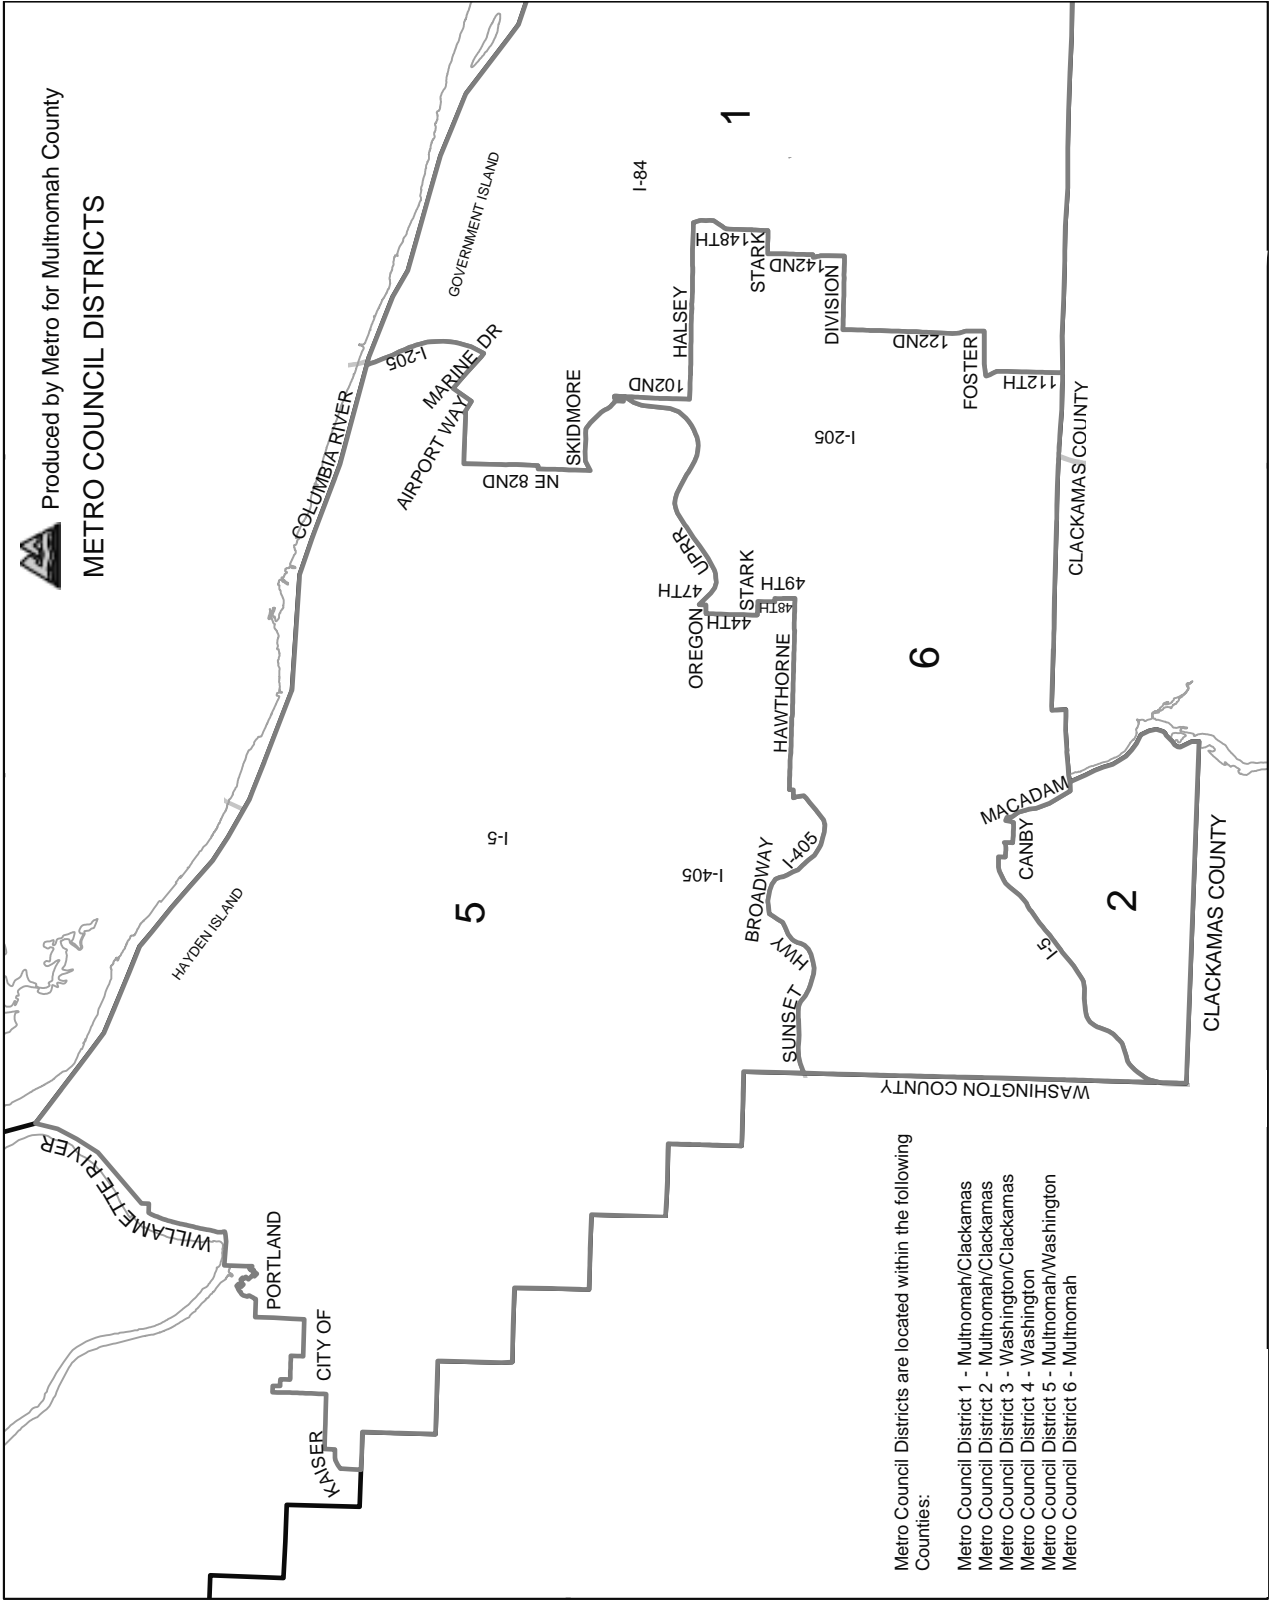 Produced by Metro for Multnomah County
METRO COUNCIL DISTRICTS
COLUMBIA RIVER
GOVERNMENT ISLAND
HAYDEN ISLAND
WILLAMETTE RIVER
PORTLAND
CITY OF
KAISER
I-205
MARINE DR
AIRPORT WAY
NE 82ND
SKIDMORE
102ND
HALSEY
I-84
1
148TH
STARK
142ND
DIVISION
122ND
FOSTER
112TH
I-205
CLACKAMAS COUNTY
UPRR
47TH
OREGON
44TH
STARK
48TH
49TH
HAWTHORNE
6
I-5
5
I-405
BROADWAY
I-405
HWY
SUNSET
MACADAM
CANBY
I-5
2
CLACKAMAS COUNTY
WASHINGTON COUNTY
Metro Council Districts are located within the following
Counties:
Metro Council District 1 - Multnomah/Clackamas
Metro Council District 2 - Multnomah/Clackamas
Metro Council District 3 - Washington/Clackamas
Metro Council District 4 - Washington
Metro Council District 5 - Multnomah/Washington
Metro Council District 6 - Multnomah